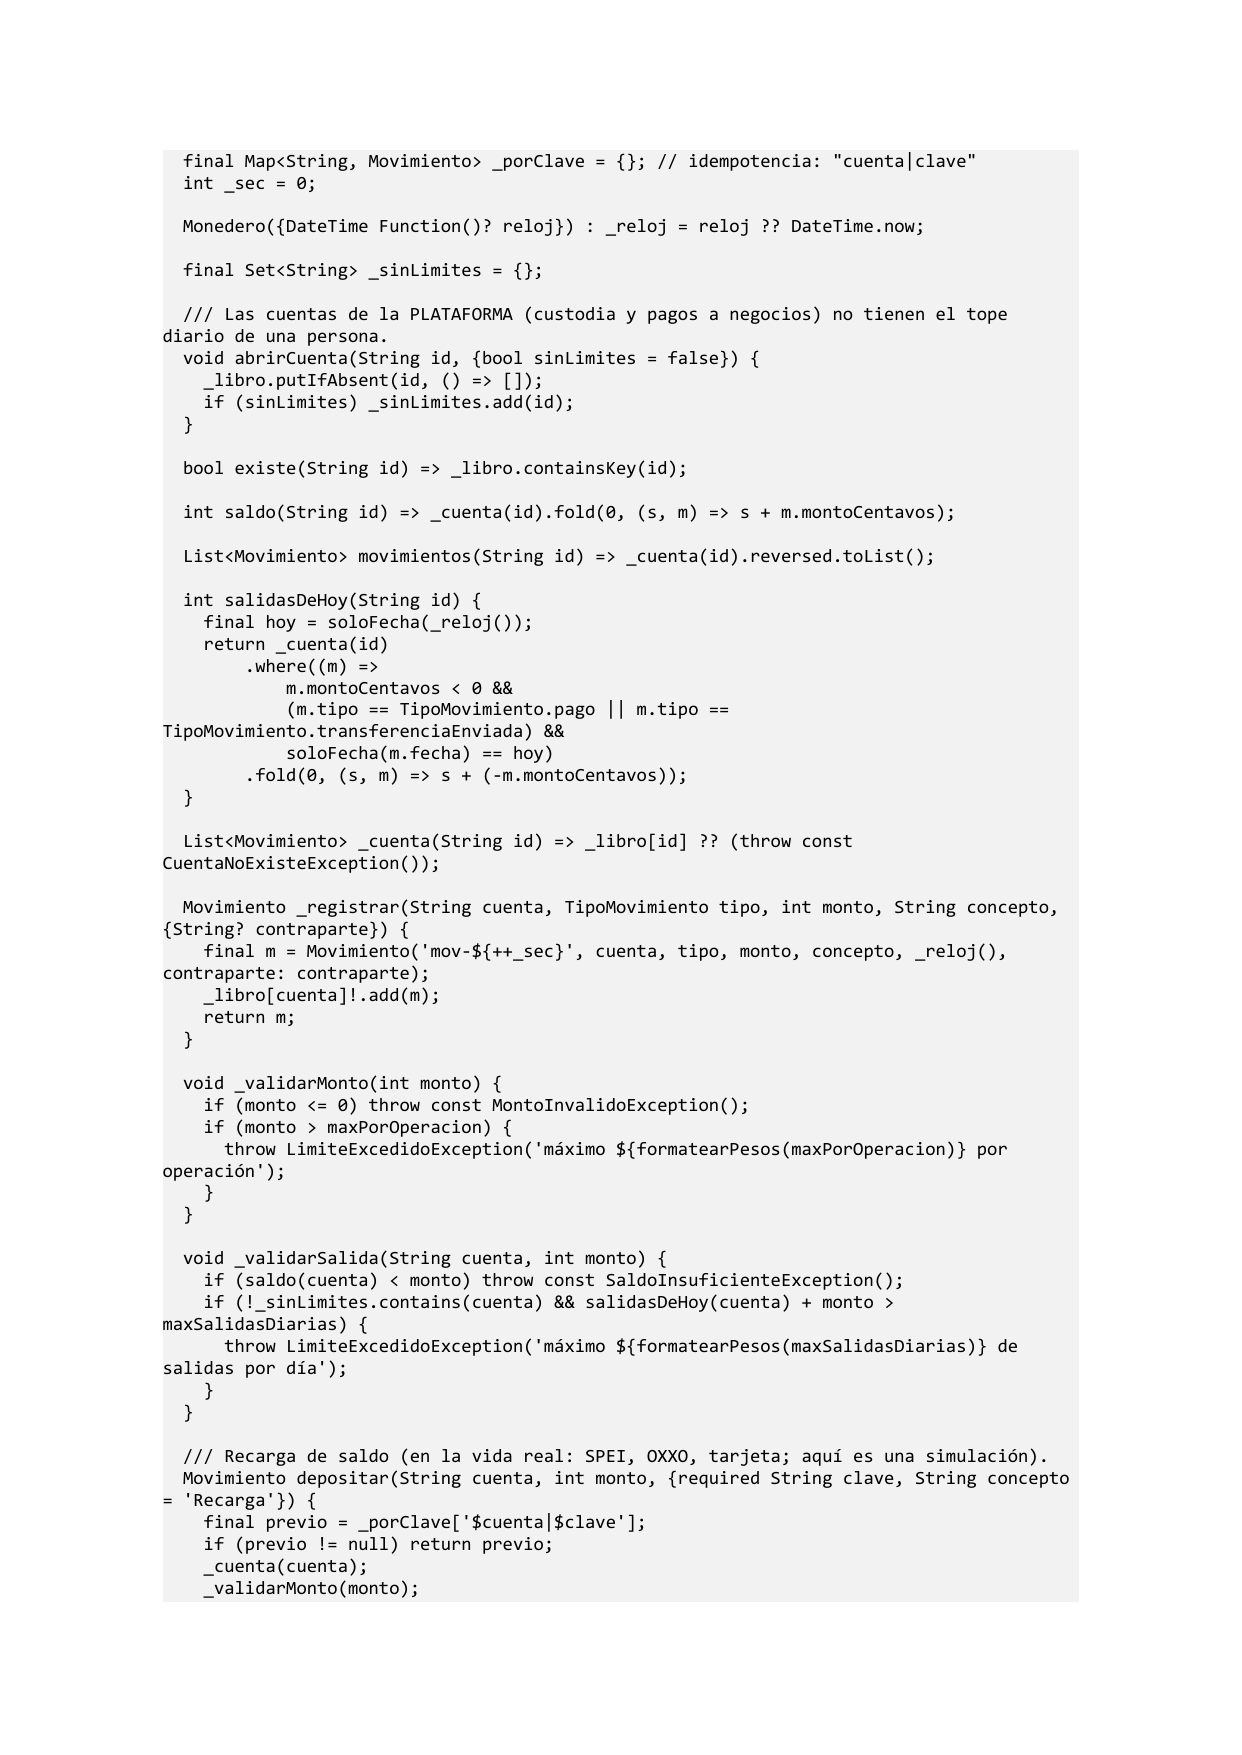 final Map<String, Movimiento> _porClave = {}; // idempotencia: "cuenta|clave"
  int _sec = 0;

  Monedero({DateTime Function()? reloj}) : _reloj = reloj ?? DateTime.now;

  final Set<String> _sinLimites = {};

  /// Las cuentas de la PLATAFORMA (custodia y pagos a negocios) no tienen el tope
diario de una persona.
  void abrirCuenta(String id, {bool sinLimites = false}) {
    _libro.putIfAbsent(id, () => []);
    if (sinLimites) _sinLimites.add(id);
  }

  bool existe(String id) => _libro.containsKey(id);

  int saldo(String id) => _cuenta(id).fold(0, (s, m) => s + m.montoCentavos);

  List<Movimiento> movimientos(String id) => _cuenta(id).reversed.toList();

  int salidasDeHoy(String id) {
    final hoy = soloFecha(_reloj());
    return _cuenta(id)
        .where((m) =>
            m.montoCentavos < 0 &&
            (m.tipo == TipoMovimiento.pago || m.tipo ==
TipoMovimiento.transferenciaEnviada) &&
            soloFecha(m.fecha) == hoy)
        .fold(0, (s, m) => s + (-m.montoCentavos));
  }

  List<Movimiento> _cuenta(String id) => _libro[id] ?? (throw const
CuentaNoExisteException());

  Movimiento _registrar(String cuenta, TipoMovimiento tipo, int monto, String concepto,
{String? contraparte}) {
    final m = Movimiento('mov-${++_sec}', cuenta, tipo, monto, concepto, _reloj(),
contraparte: contraparte);
    _libro[cuenta]!.add(m);
    return m;
  }

  void _validarMonto(int monto) {
    if (monto <= 0) throw const MontoInvalidoException();
    if (monto > maxPorOperacion) {
      throw LimiteExcedidoException('máximo ${formatearPesos(maxPorOperacion)} por
operación');
    }
  }

  void _validarSalida(String cuenta, int monto) {
    if (saldo(cuenta) < monto) throw const SaldoInsuficienteException();
    if (!_sinLimites.contains(cuenta) && salidasDeHoy(cuenta) + monto >
maxSalidasDiarias) {
      throw LimiteExcedidoException('máximo ${formatearPesos(maxSalidasDiarias)} de
salidas por día');
    }
  }

  /// Recarga de saldo (en la vida real: SPEI, OXXO, tarjeta; aquí es una simulación).
  Movimiento depositar(String cuenta, int monto, {required String clave, String concepto
= 'Recarga'}) {
    final previo = _porClave['$cuenta|$clave'];
    if (previo != null) return previo;
    _cuenta(cuenta);
    _validarMonto(monto);